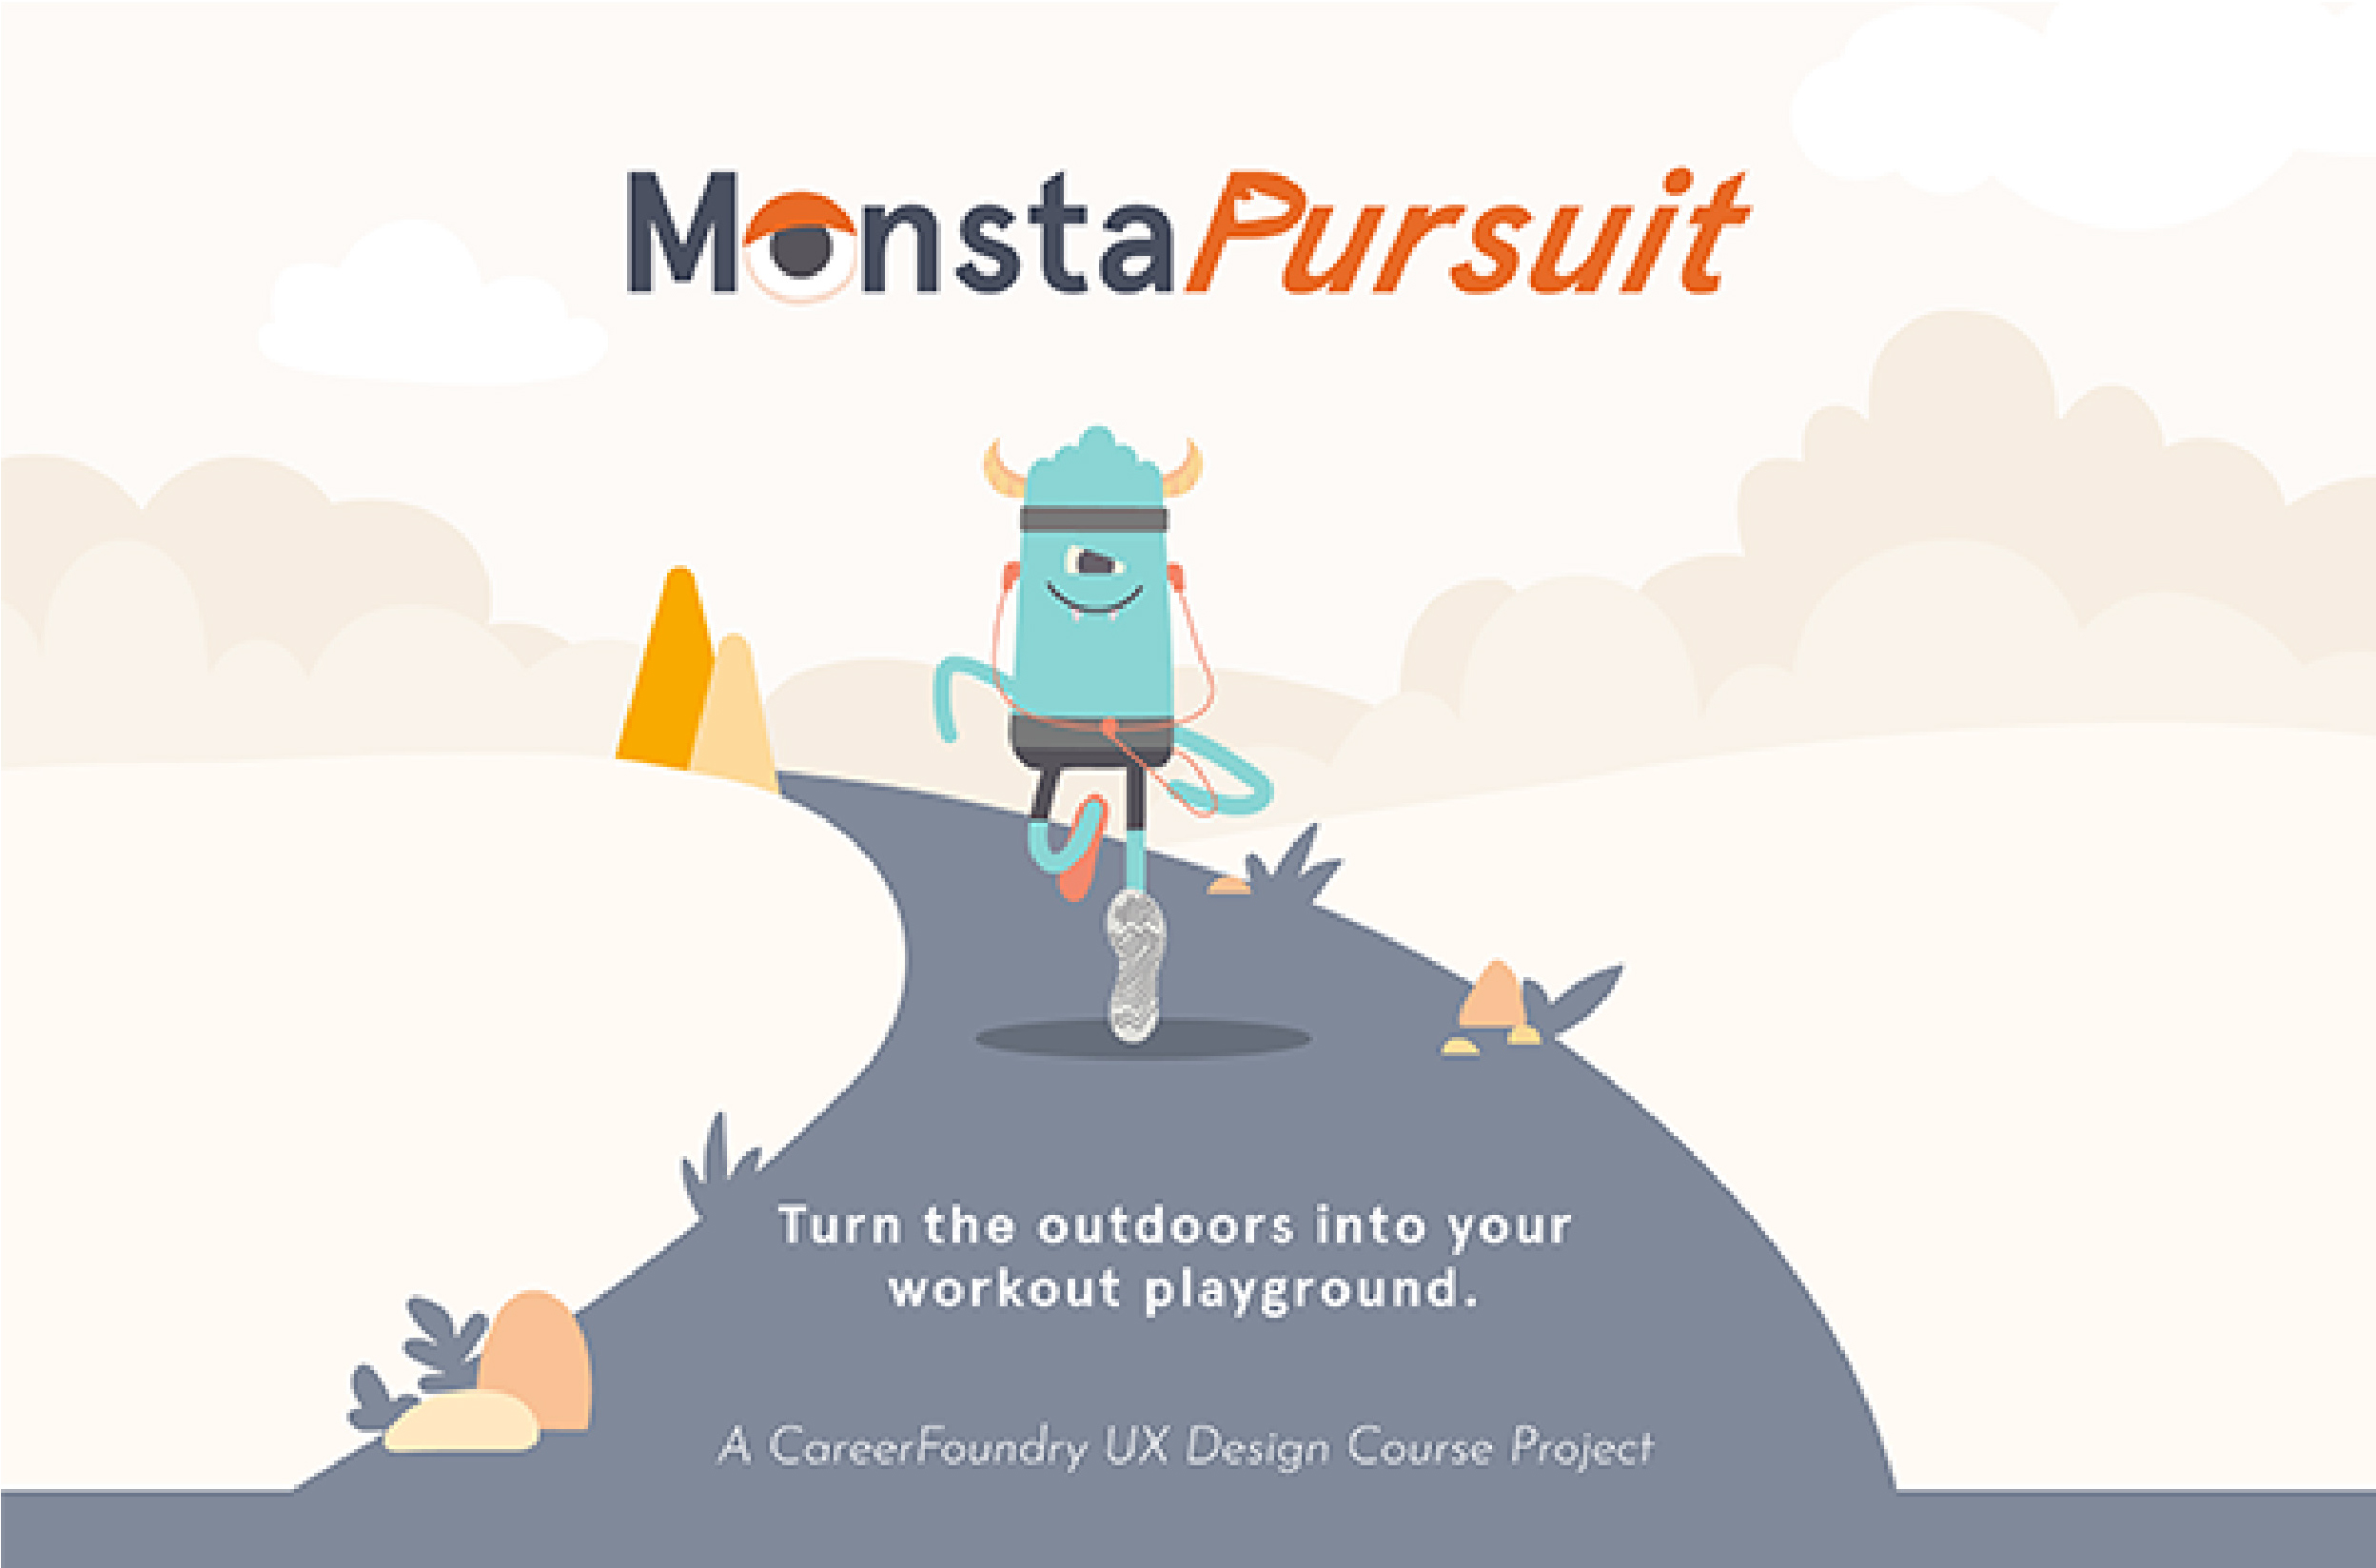 MonstaPursuit
Turn the outdoors into your
workout playground.
A CareerFoundry UX Design Course Project